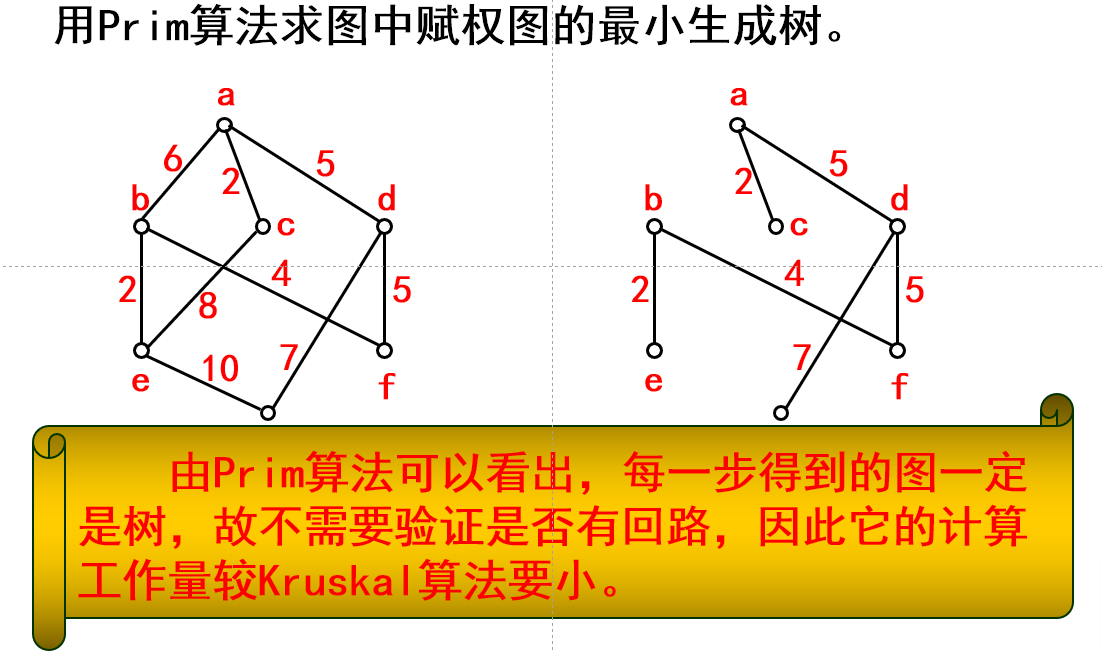 用Prim算法求图中赋权图的最小生成树。
a
a
6
2
5
2
5
b
c
d
b
c
d
2
8
4
5
2
4
5
10
7
7
e
f
e
f
由Prim算法可以看出，每一步得到的图一定
是树，故不需要验证是否有回路，因此它的计算
工作量较Kruskal算法要小。